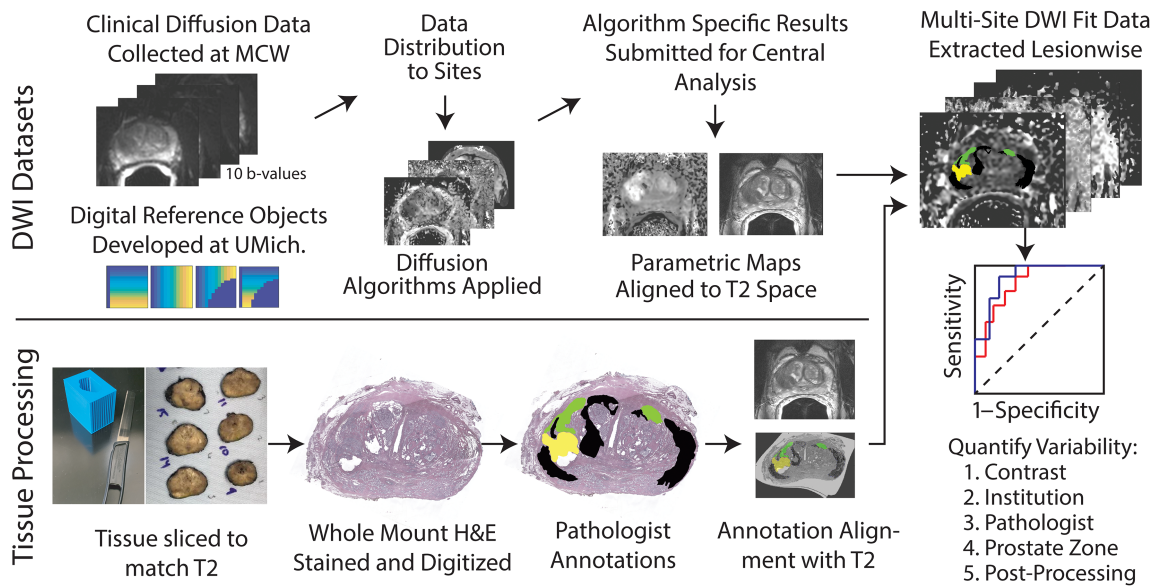 DWI Datasets
Clinical Diffusion Data
Collected at MCW
10 b-values
Digital Reference Objects
Developed at UMich.
Data
Distribution
to Sites
Diffusion
Algorithms Applied
Algorithm Specific Results
Submitted for Central
Analysis
Parametric Maps
Aligned to T2 Space
Multi-Site DWI Fit Data
Extracted Lesionwise
Sensitivity
1–Specificity
Quantify Variability:
1. Contrast
2. Institution
3. Pathologist
4. Prostate Zone
5. Post-Processing
Tissue Processing
Tissue sliced to
match T2
Whole Mount H&E
Stained and Digitized
Pathologist
Annotations
Annotation Align-
ment with T2